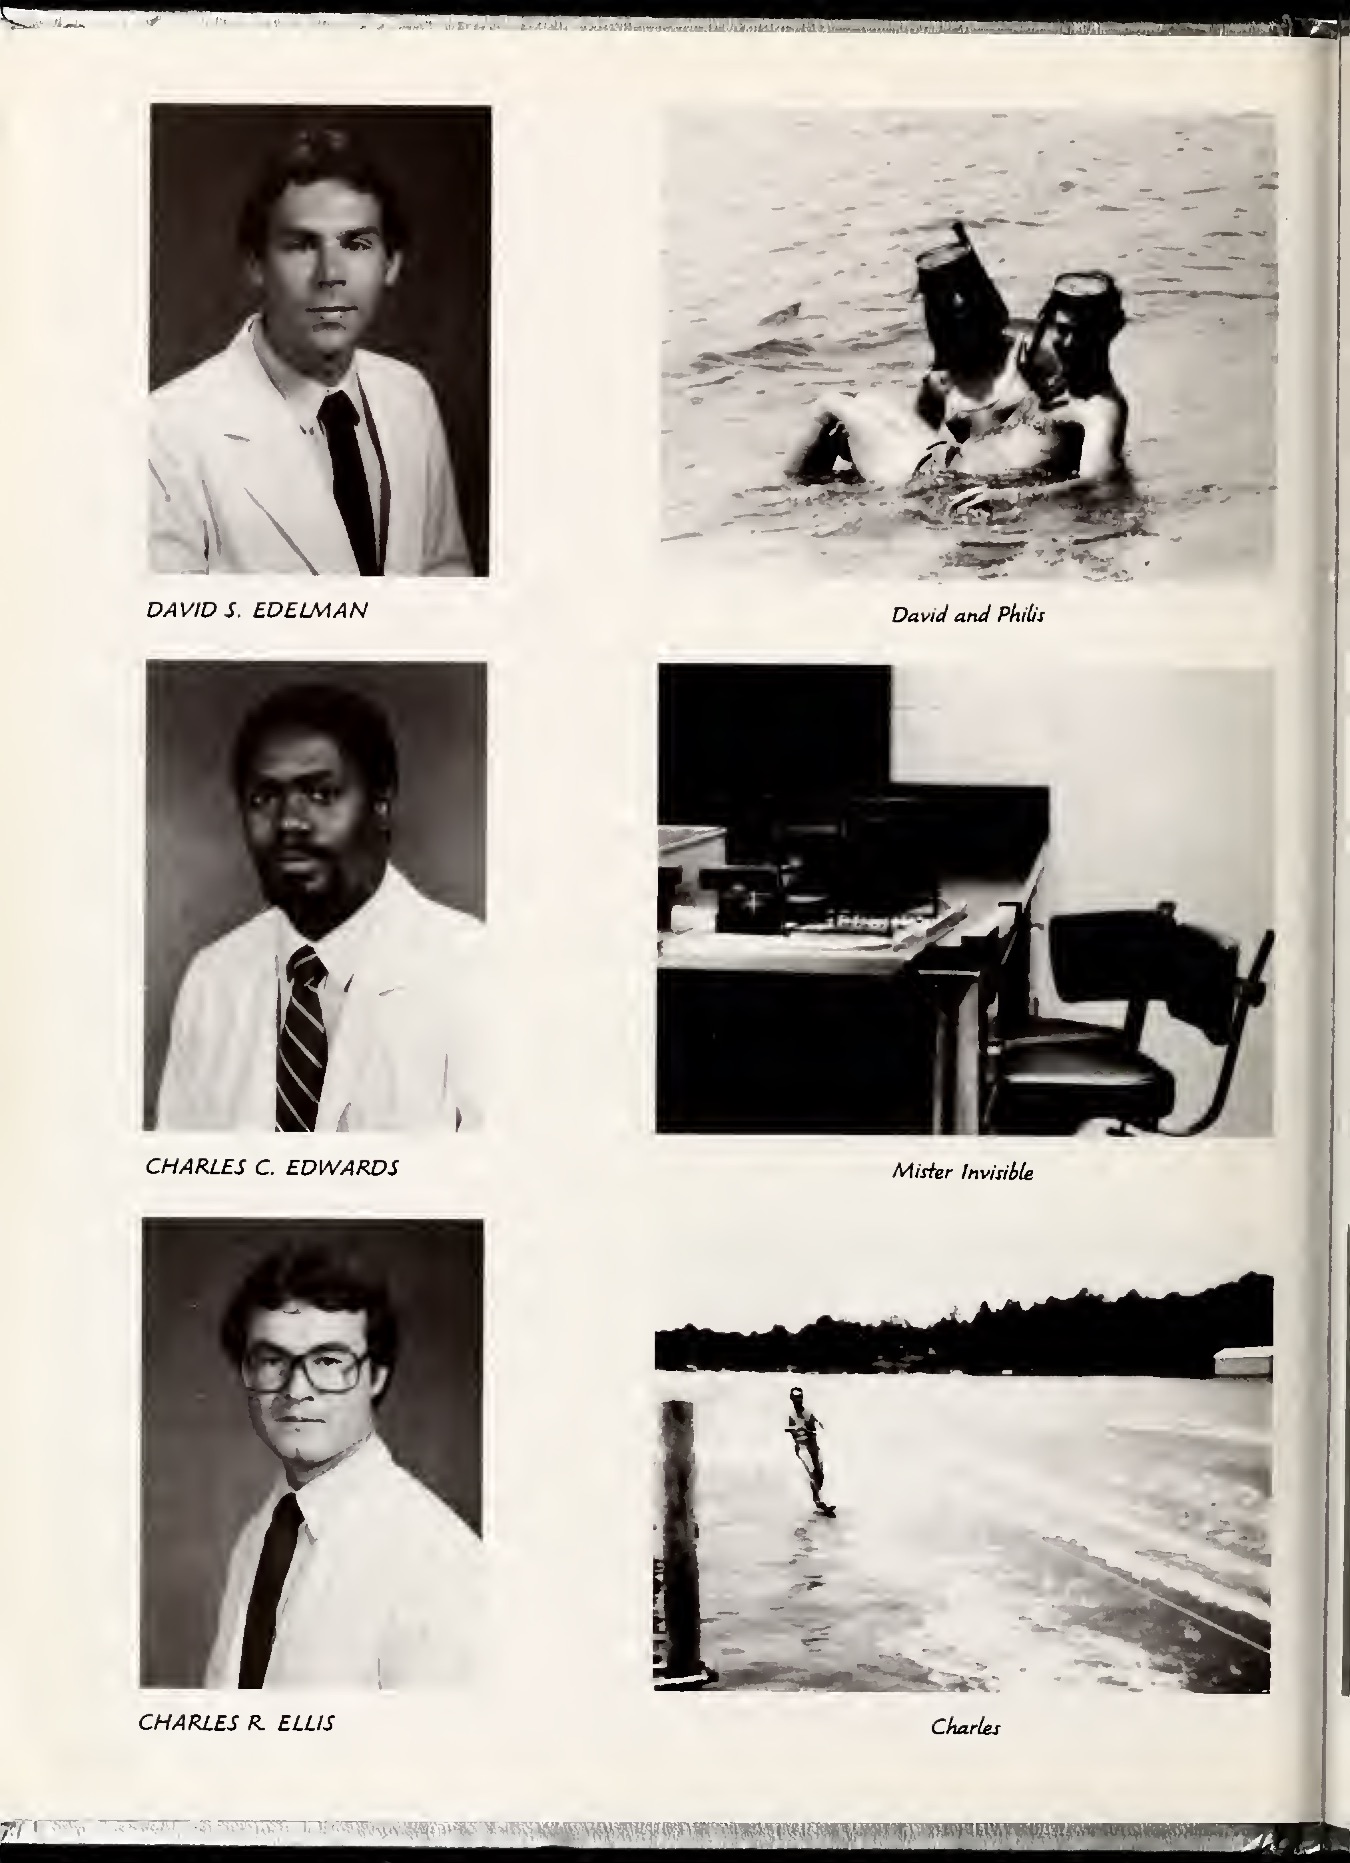 DAVID S. EDELMAN
David and Philis
CHARLES C. EDWARDS
Mister Invisible
CHARLES R. ELLIS
Charles